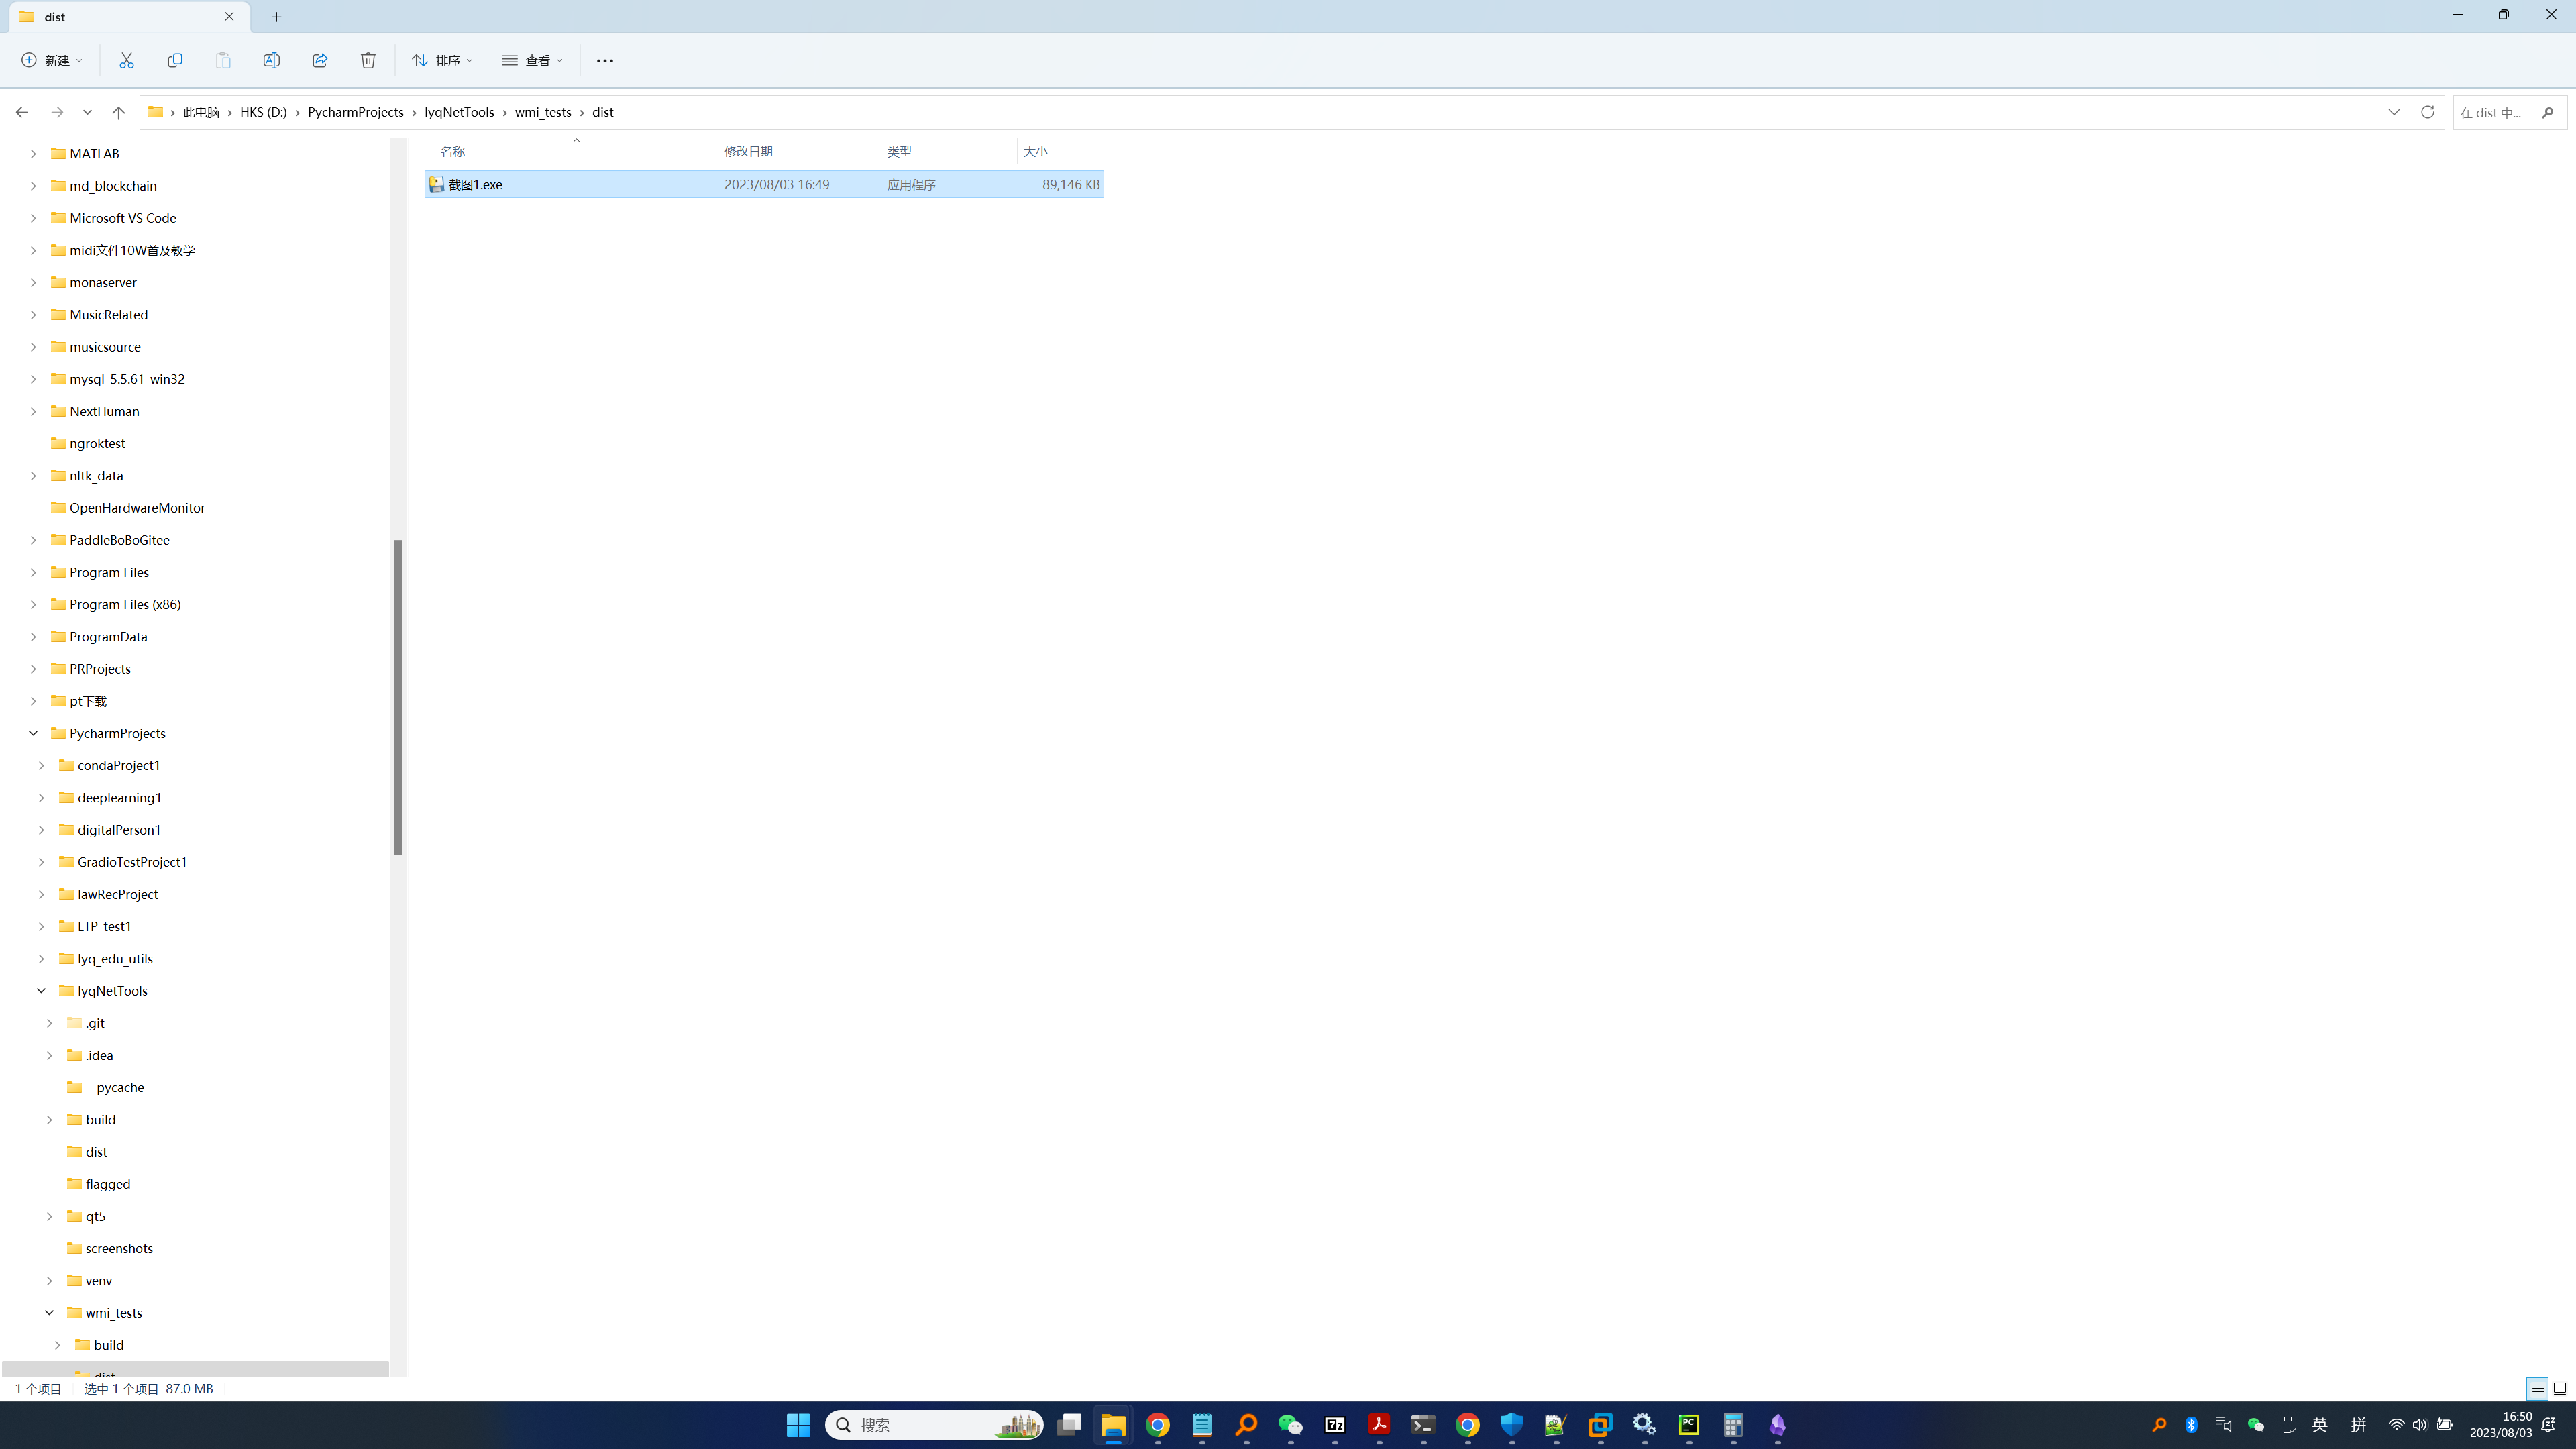 dist
新建
排序
查看
此电脑 HKS (D:) PycharmProjects lyqNetTools wmi_tests dist
在 dist 中...
名称 修改日期 类型 大小
截图1.exe 2023/08/03 16:49 应用程序 89,146 KB
MATLAB
md_blockchain
Microsoft VS Code
midi文件10W首及教学
monaserver
MusicRelated
musicsource
mysql-5.5.61-win32
NextHuman
ngroktest
nltk_data
OpenHardwareMonitor
PaddleBoBoGitee
Program Files
Program Files (x86)
ProgramData
PRProjects
pt下载
PycharmProjects
condaProject1
deeplearning1
digitalPerson1
GradioTestProject1
lawRecProject
LTP_test1
lyq_edu_utils
lyqNetTools
.git
.idea
__pycache__
build
dist
flagged
qt5
screenshots
venv
wmi_tests
build
dist
1 个项目 选中 1 个项目 87.0 MB
搜索
7z
PC
英
拼
16:50
2023/08/03